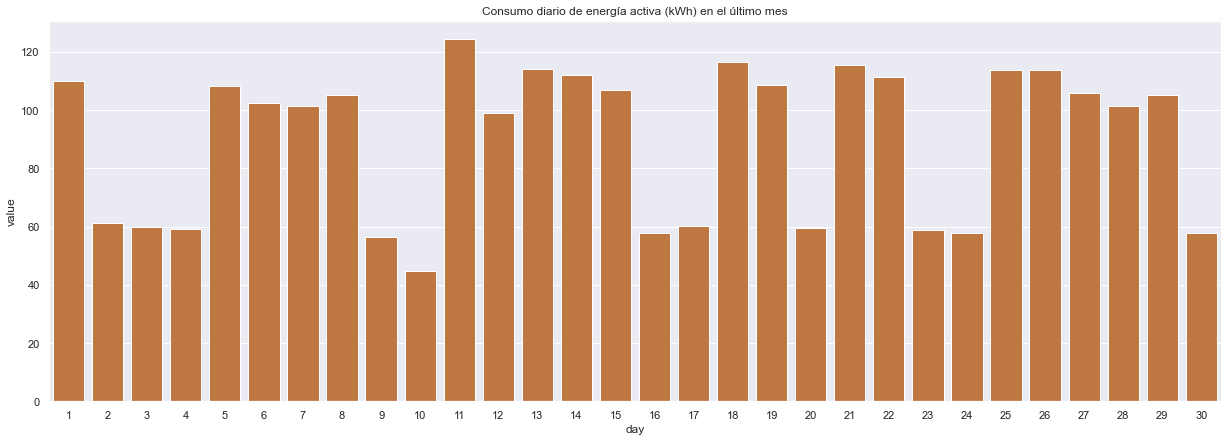 Consumo diario de energía activa (kWh) en el último mes
value
120
100
80
60
40
20
0
1 2 3 4 5 6 7 8 9 10 11 12 13 14 15 16 17 18 19 20 21 22 23 24 25 26 27 28 29 30
day